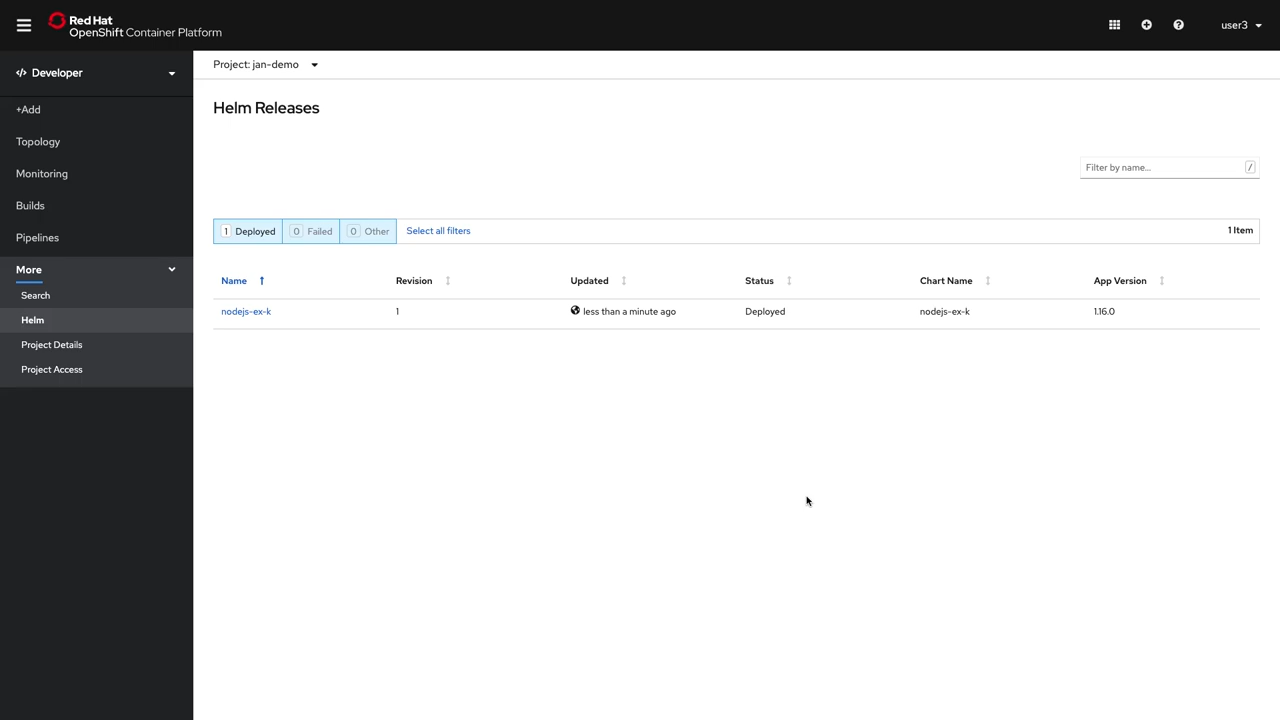 Red Hat
OpenShift Container Platform
user3
Developer
Project: jan-demo
+Add
Topology
Monitoring
Builds
Pipelines
More
Search
Helm
Project Details
Project Access
Helm Releases
Filter by name...
/
1 Deployed 0 Failed 0 Other Select all filters 1 Item
Name Revision Updated Status Chart Name App Version
nodejs-ex-k 1 less than a minute ago Deployed nodejs-ex-k 1.16.0